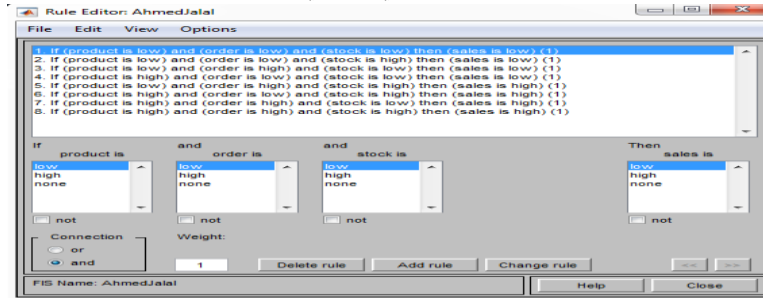 Rule Editor: AhmedJalal
File Edit View Options
1. If (product is low) and (order is low) and (stock is low) then (sales is low) (1)
2. If (product is low) and (order is low) and (stock is high) then (sales is low) (1)
3. If (product is low) and (order is high) and (stock is low) then (sales is low) (1)
4. If (product is high) and (order is low) and (stock is low) then (sales is low) (1)
5. If (product is low) and (order is high) and (stock is high) then (sales is high) (1)
6. If (product is high) and (order is low) and (stock is high) then (sales is high) (1)
7. If (product is high) and (order is high) and (stock is low) then (sales is high) (1)
8. If (product is high) and (order is high) and (stock is high) then (sales is high) (1)
If and and Then
product is order is stock is sales is
low low low low
high high high high
none none none none
not not not not
Connection Weight:
or
and 1 Delete rule Add rule Change rule << >>
FIS Name: AhmedJalal Help Close